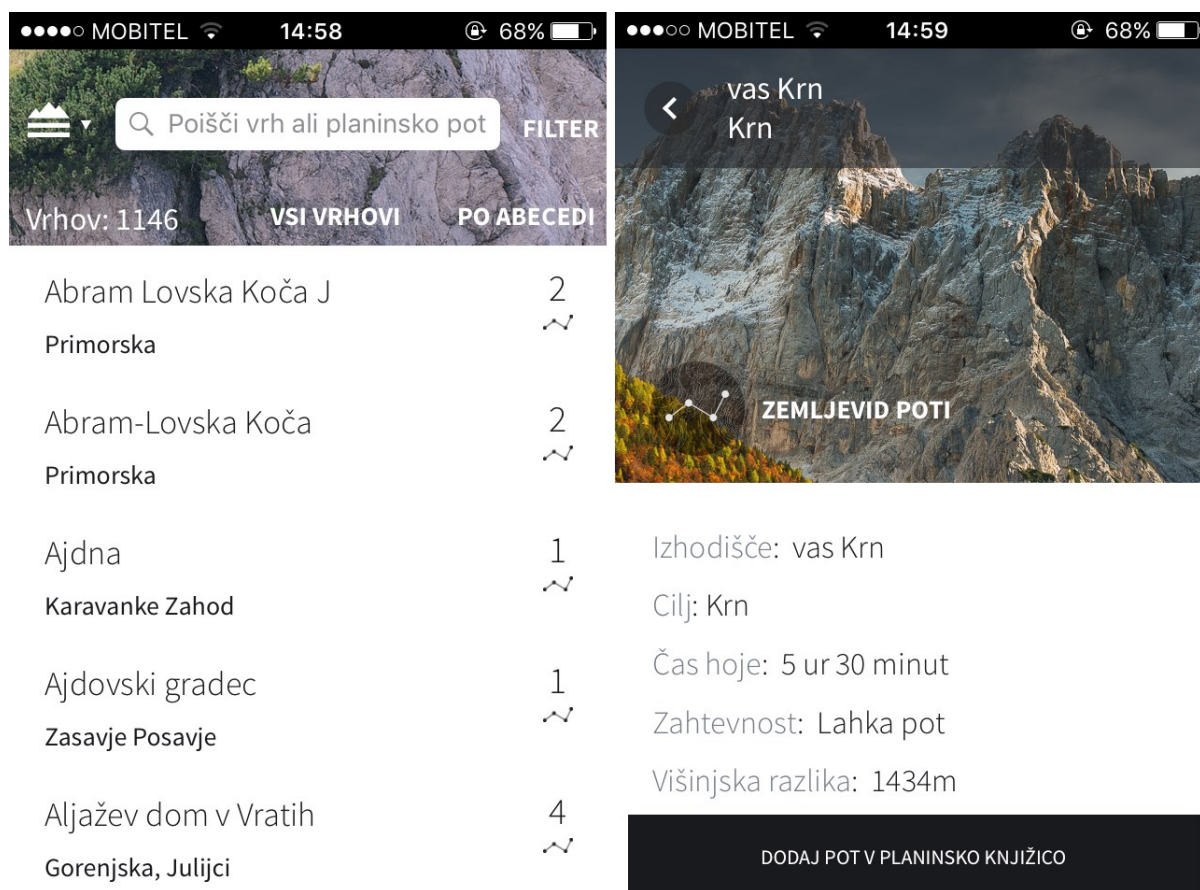 MOBITEL 14:58 68%
Poišči vrh ali planinsko pot FILTER
Vrhov: 1146 VSI VRHOVI PO ABECEDI
Abram Lovska Koča J 2
Primorska
Abram-Lovska Koča 2
Primorska
Ajdna 1
Karavanke Zahod
Ajdovski gradec 1
Zasavje Posavje
Aljažev dom v Vratih 4
Gorenjska, Julijci
MOBITEL 14:59 68%
vas Krn
Krn
ZEMLJEVID POTI
Izhodišče: vas Krn
Cilj: Krn
Čas hoje: 5 ur 30 minut
Zahtevnost: Lahka pot
Višinjska razlika: 1434m
DODAJ POT V PLANINSKO KNJIŽICO